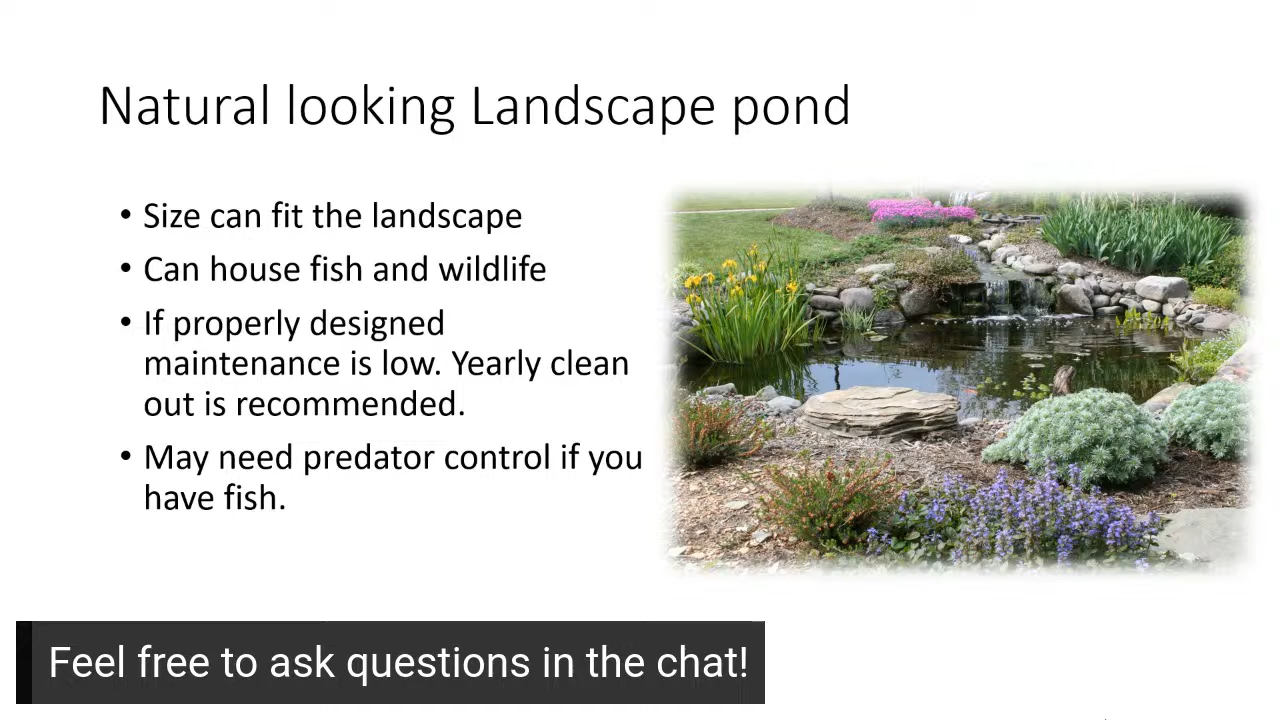 Natural looking Landscape pond
• Size can fit the landscape
• Can house fish and wildlife
• If properly designed
maintenance is low. Yearly clean
out is recommended.
• May need predator control if you
have fish.
Feel free to ask questions in the chat!